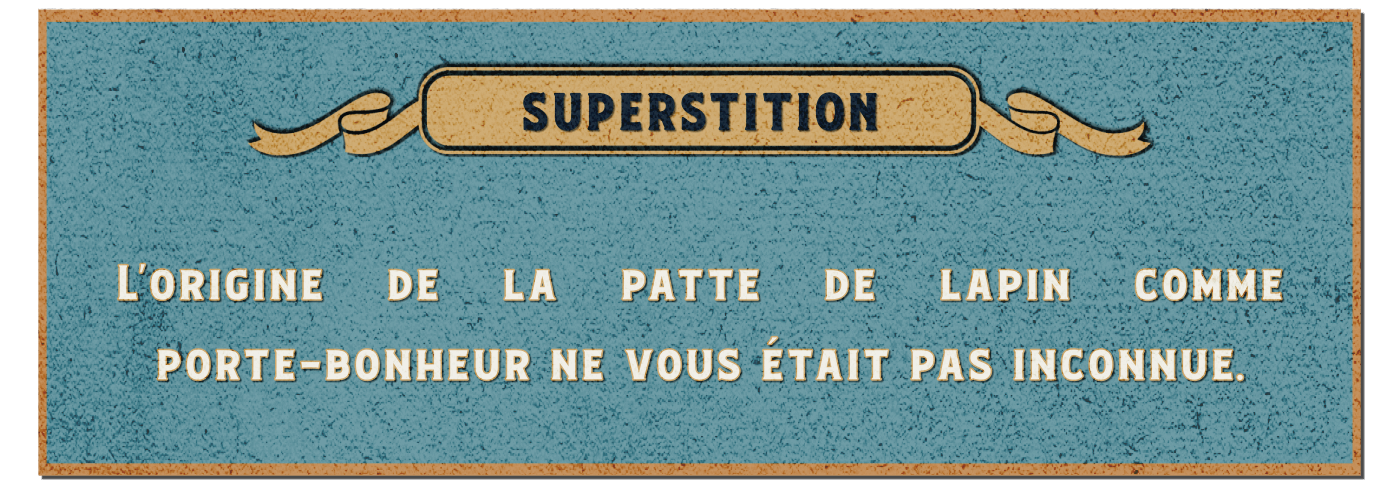 SUPERSTITION
L'ORIGINE DE LA PATTE DE LAPIN COMME
PORTE-BONHEUR NE VOUS ÉTAIT PAS INCONNUE.